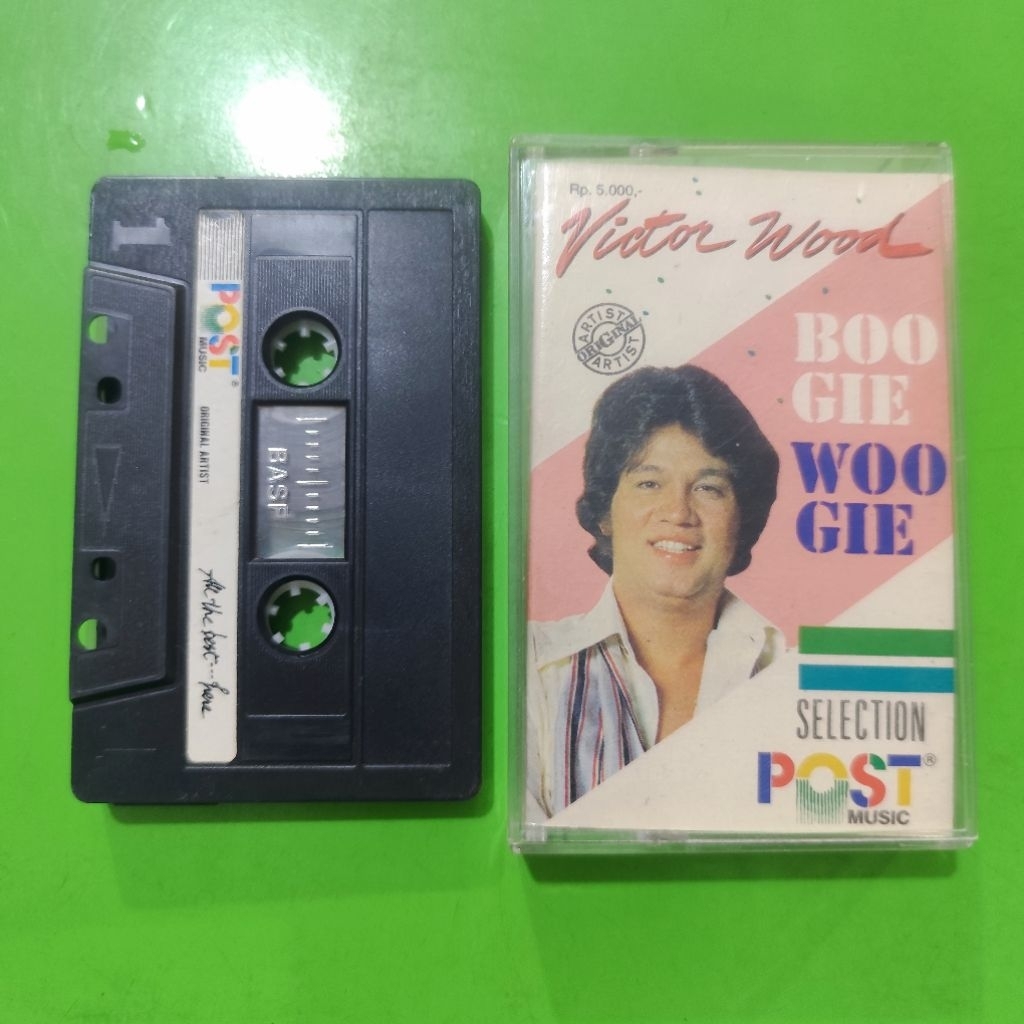 1
POST®
MUSIC
ORIGINAL ARTIST
All the best...here
BASF
Rp. 5.000,-
Victor Wood
ARTIST
ORIGINAL
ARTIST
BOO
GIE
WOO
GIE
SELECTION
POST®
MUSIC